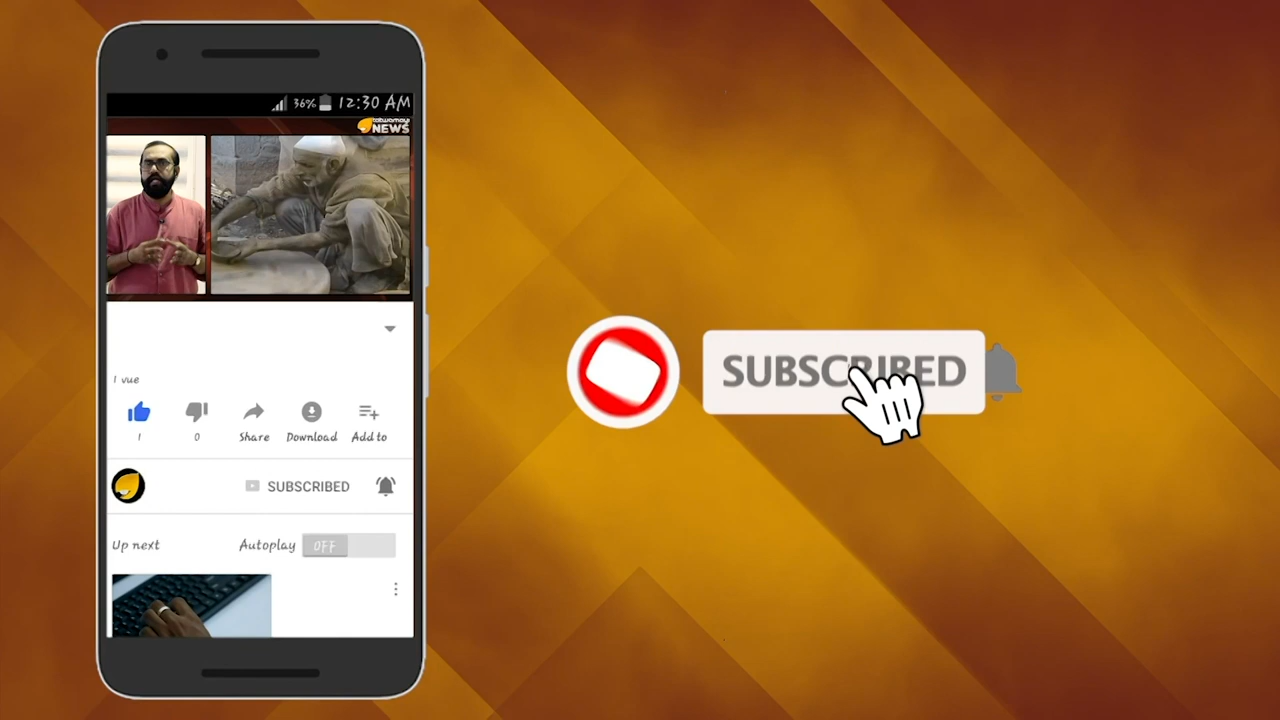 36% 12:30 AM
tatwamayi
NEWS
1 vue
1 0 Share Download Add to
SUBSCRIBED
Up next Autoplay OFF
SUBSCRIBED